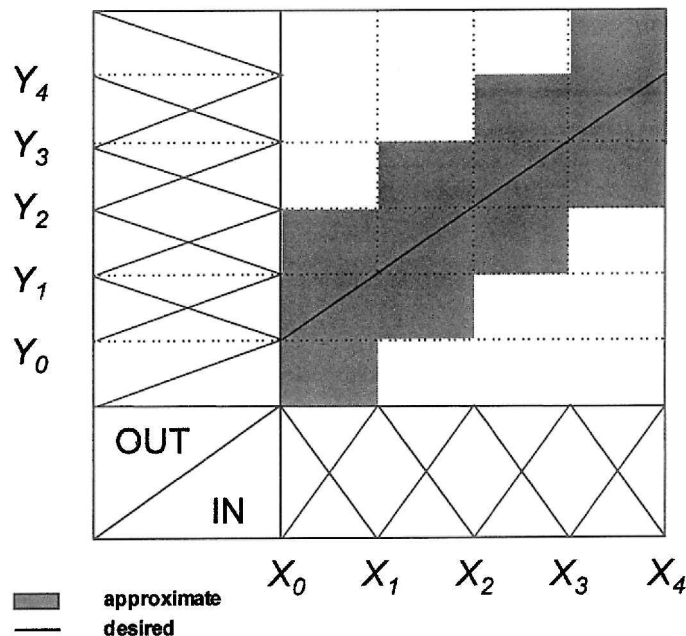 Y4
Y3
Y2
Y1
Y0
OUT
IN
X0 X1 X2 X3 X4
approximate
desired